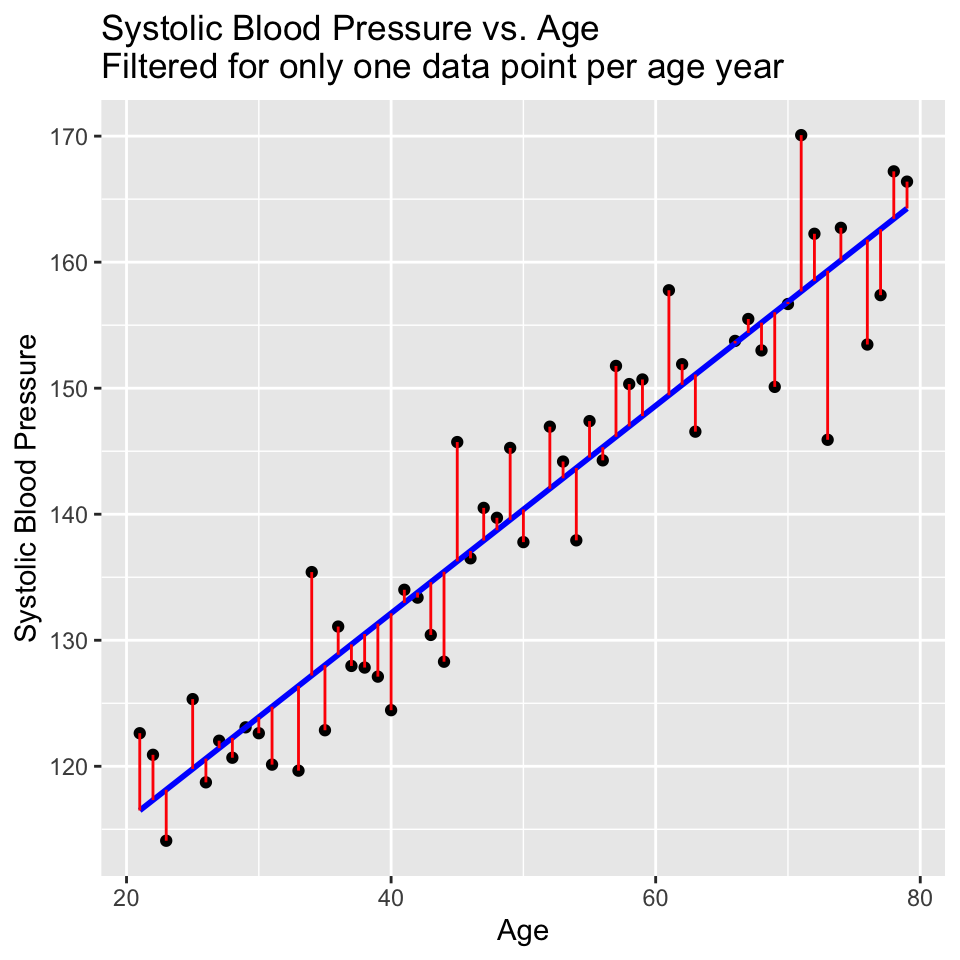 Systolic Blood Pressure vs. Age
Filtered for only one data point per age year
Systolic Blood Pressure
170
160
150
140
130
120
20
40
60
80
Age